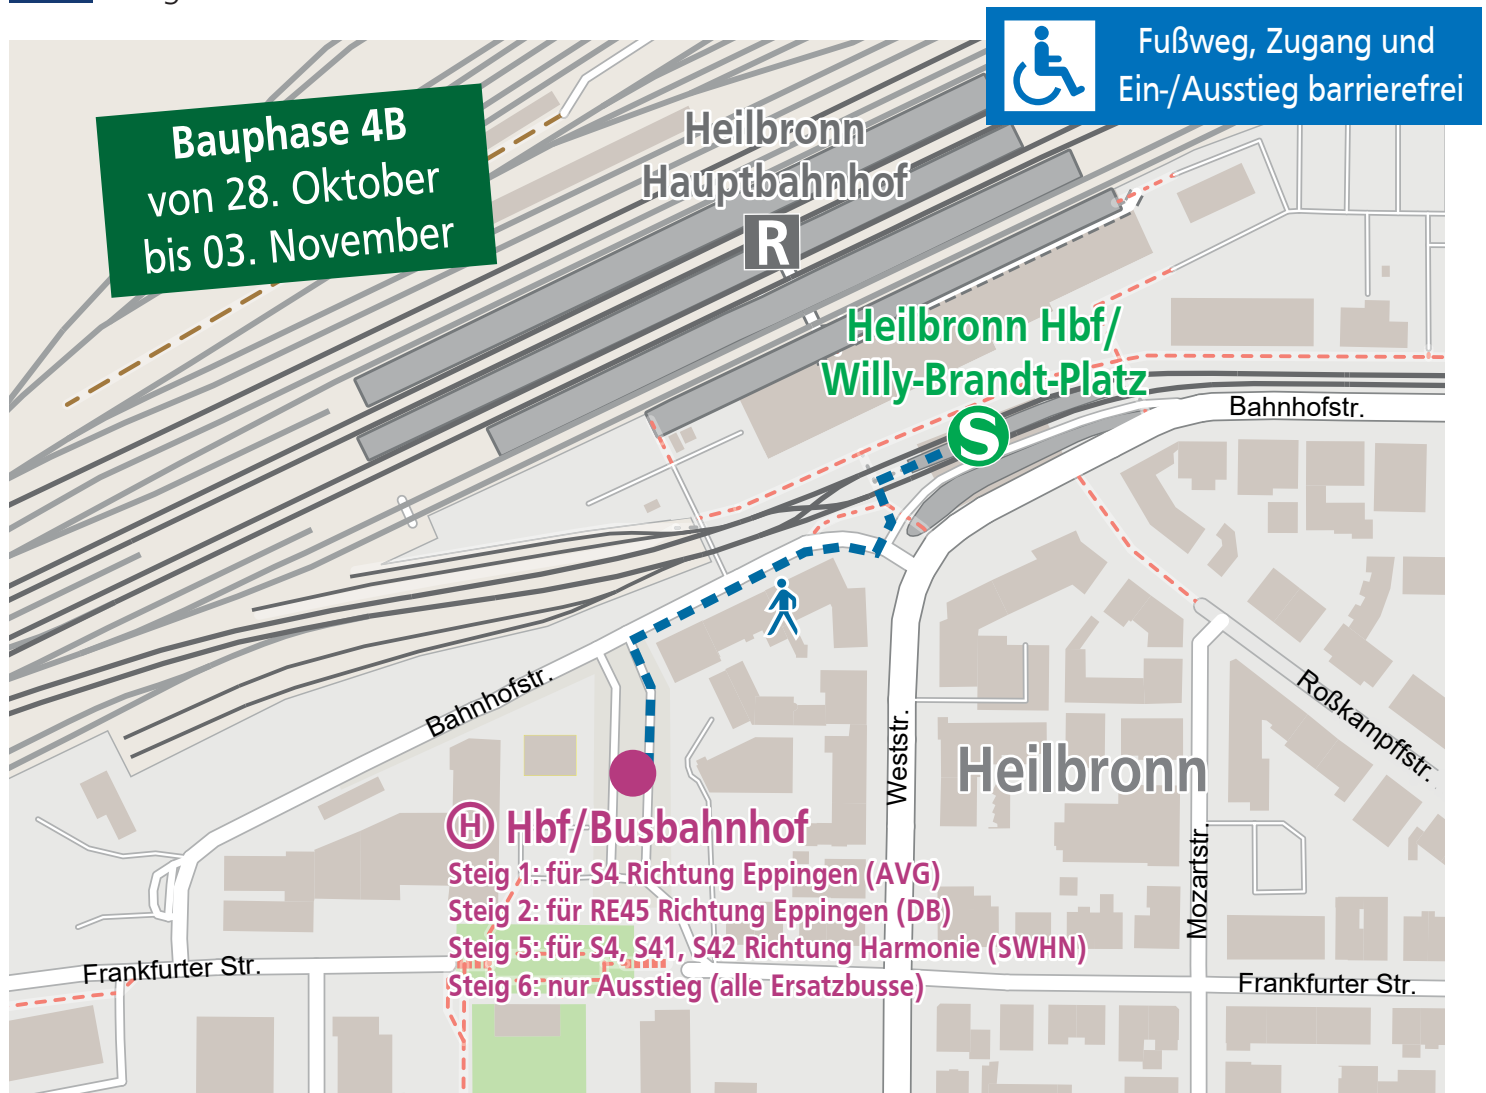 Fußweg, Zugang und
Ein-/Ausstieg barrierefrei
Bauphase 4B
von 28. Oktober
bis 03. November
Heilbronn
Hauptbahnhof
R
Heilbronn Hbf/
Willy-Brandt-Platz
S
Bahnhofstr.
Bahnhofstr.
Roßkampffstr.
Weststr.
Heilbronn
Mozartstr.
H Hbf/Busbahnhof
Steig 1: für S4 Richtung Eppingen (AVG)
Steig 2: für RE45 Richtung Eppingen (DB)
Steig 5: für S4, S41, S42 Richtung Harmonie (SWHN)
Steig 6: nur Ausstieg (alle Ersatzbusse)
Frankfurter Str.
Frankfurter Str.